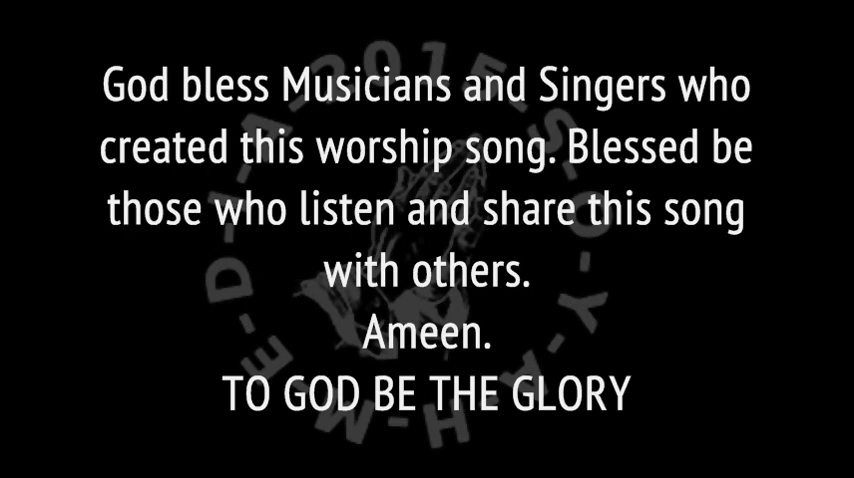 God bless Musicians and Singers who
created this worship song. Blessed be
those who listen and share this song
with others.
Ameen.
TO GOD BE THE GLORY